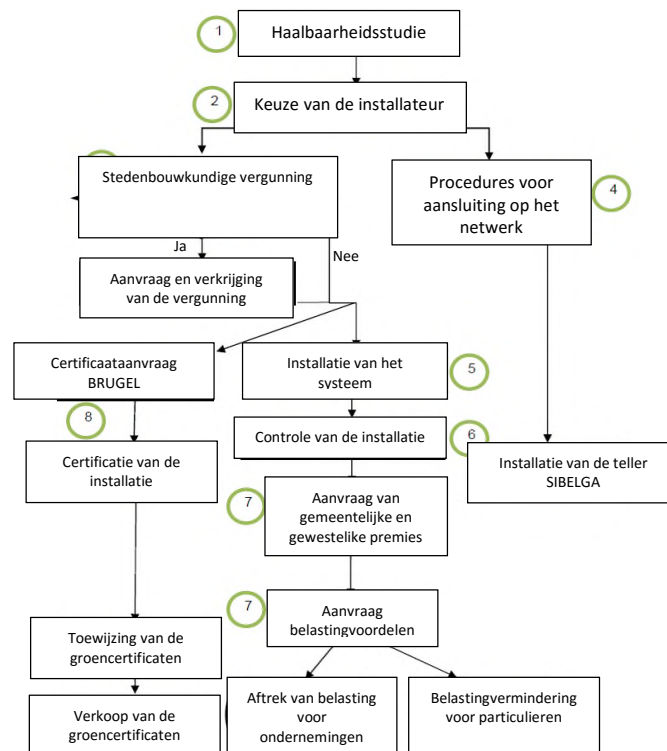 1
Haalbaarheidsstudie
2
Keuze van de installateur
Stedenbouwkundige vergunning
Procedures voor
aansluiting op het
netwerk
4
Ja
Nee
Aanvraag en verkrijging
van de vergunning
Certificaataanvraag
BRUGEL
Installatie van het
systeem
5
8
Controle van de installatie
6
Certificatie van de
installatie
Installatie van de teller
SIBELGA
7
Aanvraag van
gemeentelijke en
gewestelike premies
7
Aanvraag
belastingvoordelen
Toewijzing van de
groencertificaten
Verkoop van de
groencertificaten
Aftrek van belasting
voor
ondernemingen
Belastingvermindering
voor particulieren